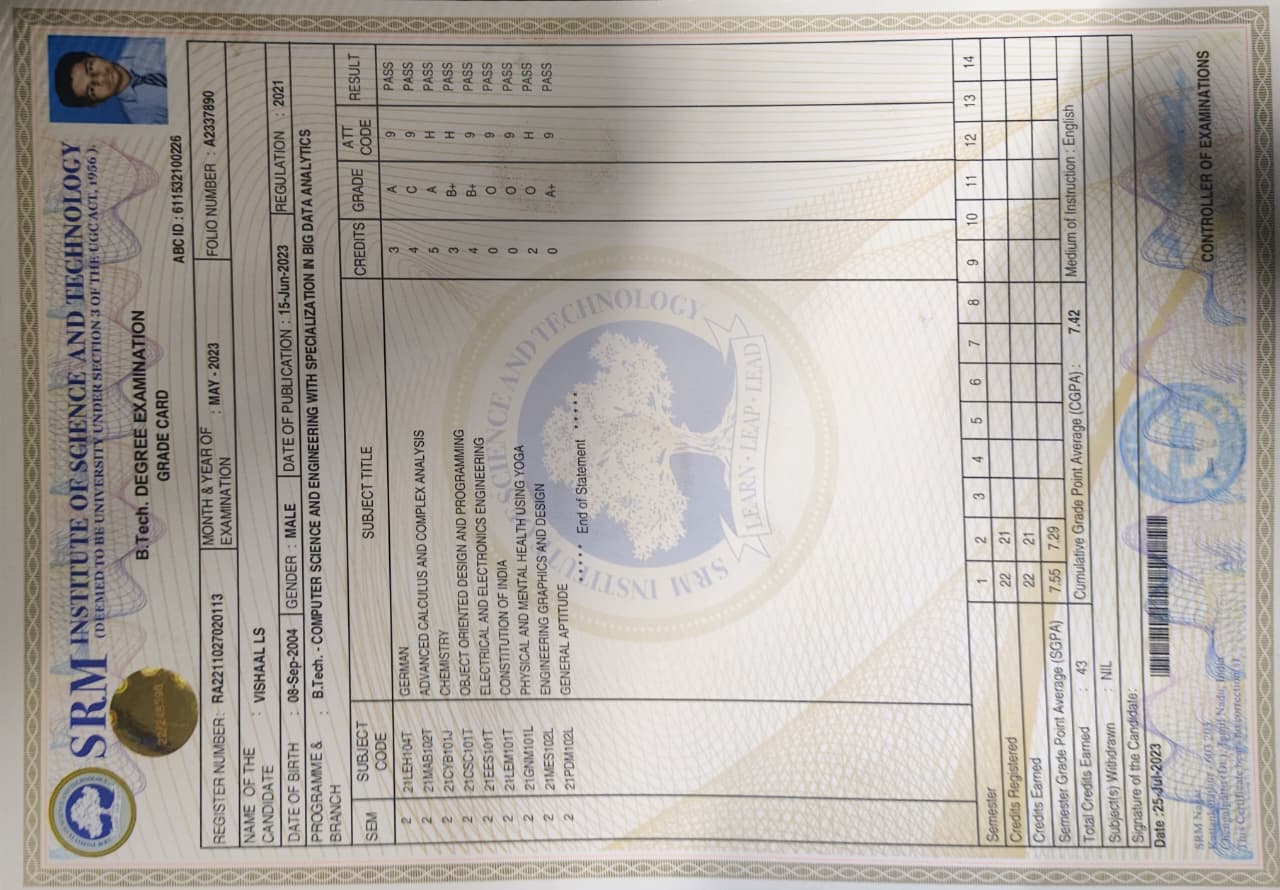 SRM INSTITUTE OF SCIENCE AND TECHNOLOGY
(DEEMED TO BE UNIVERSITY UNDER SECTION 3 OF THE UGC ACT, 1956 ).
22/248590
B.Tech. DEGREE EXAMINATION
GRADE CARD
ABC ID : 611532100226
REGISTER NUMBER: RA2211027020113 MONTH & YEAR OF EXAMINATION : MAY - 2023 FOLIO NUMBER : A2337890
NAME OF THE CANDIDATE : VISHAAL LS
DATE OF BIRTH : 08-Sep-2004 GENDER : MALE DATE OF PUBLICATION : 15-Jun-2023 REGULATION : 2021
PROGRAMME & BRANCH : B.Tech. - COMPUTER SCIENCE AND ENGINEERING WITH SPECIALIZATION IN BIG DATA ANALYTICS
SEM SUBJECT CODE SUBJECT TITLE CREDITS GRADE ATT CODE RESULT
2 21LEH104T GERMAN 3 A 9 PASS
2 21MAB102T ADVANCED CALCULUS AND COMPLEX ANALYSIS 4 C 9 PASS
2 21CYB101J CHEMISTRY 5 A H PASS
2 21CSC101T OBJECT ORIENTED DESIGN AND PROGRAMMING 3 B+ H PASS
2 21EES101T ELECTRICAL AND ELECTRONICS ENGINEERING 4 B+ 9 PASS
2 21LEM101T CONSTITUTION OF INDIA 0 O 9 PASS
2 21GNM101L PHYSICAL AND MENTAL HEALTH USING YOGA 0 O 9 PASS
2 21MES102L ENGINEERING GRAPHICS AND DESIGN 2 O H PASS
2 21PDM102L GENERAL APTITUDE 0 A+ 9 PASS
***** End of Statement *****
SRM INSTITUTE OF SCIENCE AND TECHNOLOGY
LEARN · LEAP · LEAD
Semester 1 2 3 4 5 6 7 8 9 10 11 12 13 14
Credits Registered 22 21
Credits Earned 22 21
Semester Grade Point Average (SGPA) 7.55 7.29
Total Credits Earned : 43 Cumulative Grade Point Average (CGPA) : 7.42 Medium of Instruction : English
Subject(s) Withdrawn : NIL
Signature of the Candidate:
Date :25-Jul-2023
SRM Nagar,
Kattankulathur - 603 203
Chengalpattu (Dt.), Tamil Nadu, India
This Certificate bears no correction(s)
CONTROLLER OF EXAMINATIONS